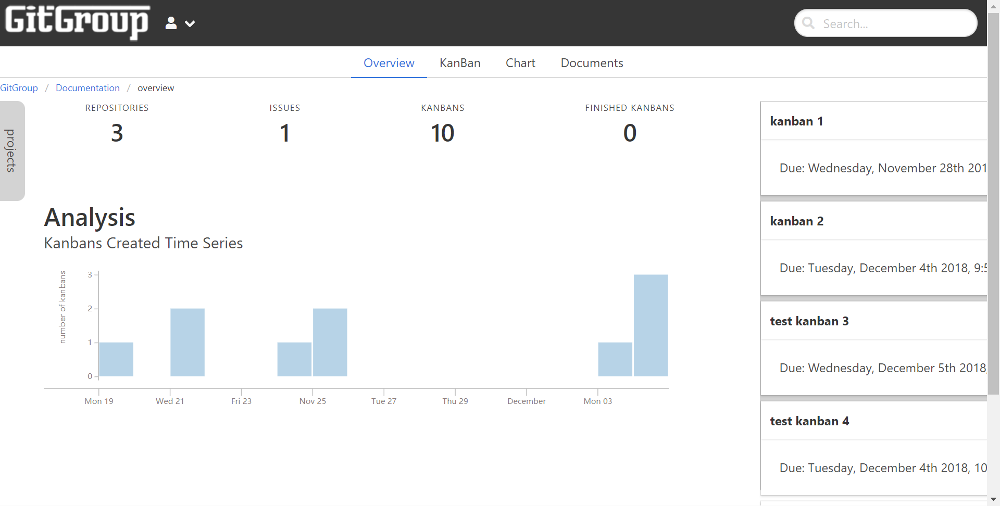 GitGroup
Search...
Overview
KanBan
Chart
Documents
GitGroup / Documentation / overview
projects
REPOSITORIES
3
ISSUES
1
KANBANS
10
FINISHED KANBANS
0
Analysis
Kanbans Created Time Series
number of kanbans
3
2
1
0
Mon 19
Wed 21
Fri 23
Nov 25
Tue 27
Thu 29
December
Mon 03
kanban 1
Due: Wednesday, November 28th 201
kanban 2
Due: Tuesday, December 4th 2018, 9:5
test kanban 3
Due: Wednesday, December 5th 2018,
test kanban 4
Due: Tuesday, December 4th 2018, 10